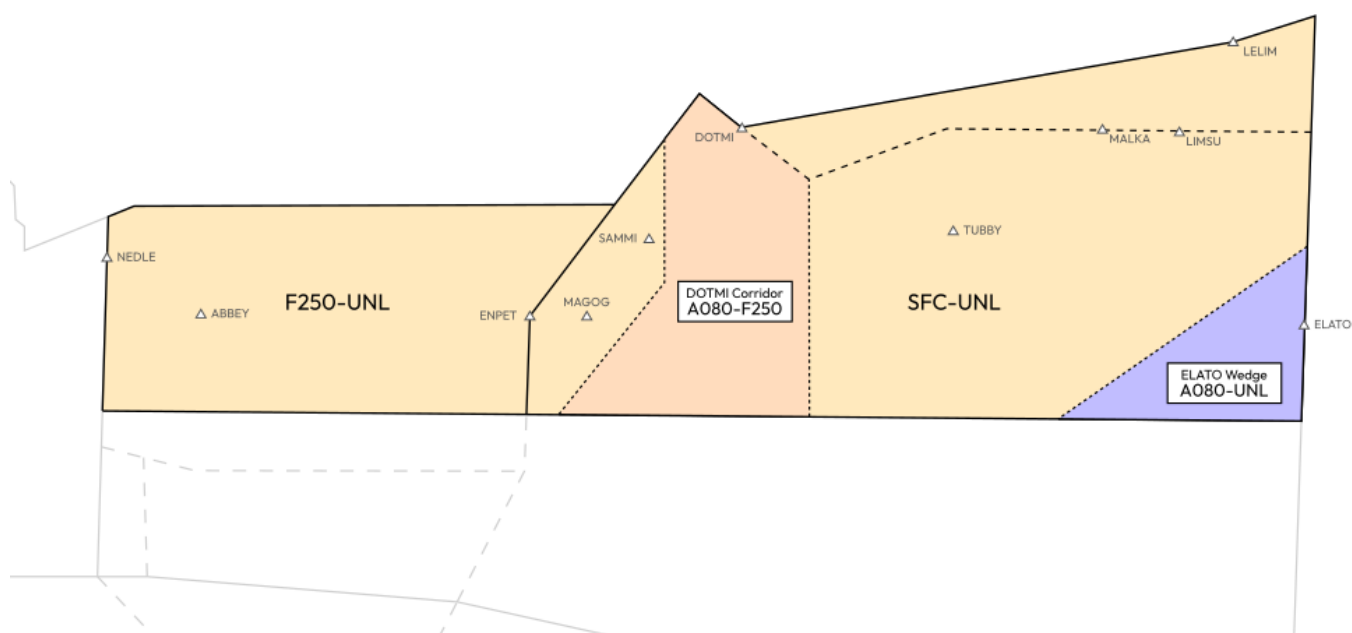 LELIM
DOTMI
MALKA
LIMSU
SAMMI
TUBBY
NEDLE
ABBEY
F250-UNL
ENPET
MAGOG
DOTMI Corridor
A080-F250
SFC-UNL
ELATO
ELATO Wedge
A080-UNL